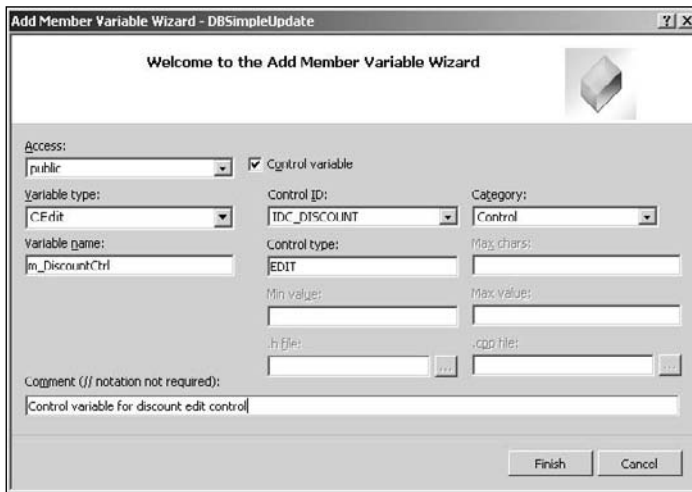 Add Member Variable Wizard - DBSimpleUpdate
Welcome to the Add Member Variable Wizard
Access:
public
Control variable
Variable type:
CEdit
Control ID:
IDC_DISCOUNT
Category:
Control
Variable name:
m_DiscountCtrl
Control type:
EDIT
Max chars:
Min value:
Max value:
.h file:
...
.cpp file:
...
Comment (// notation not required):
Control variable for discount edit control
Finish
Cancel